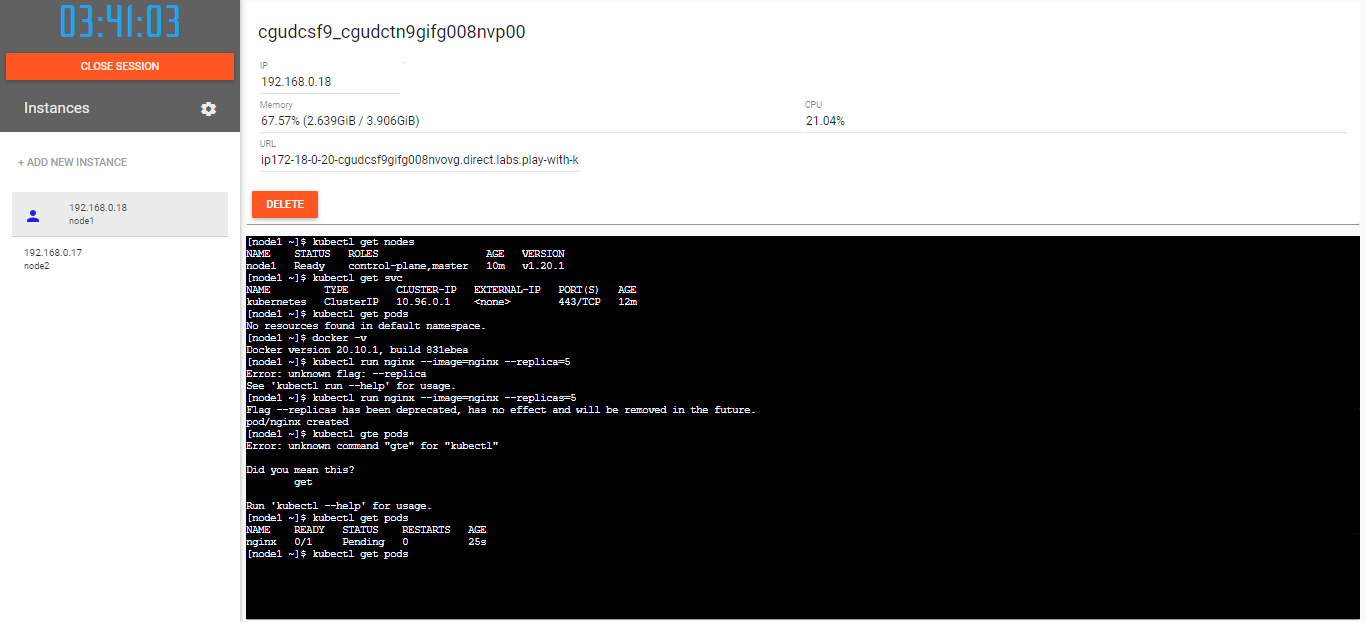 03:41:03
CLOSE SESSION
Instances
+ ADD NEW INSTANCE
192.168.0.18
node1
192.168.0.17
node2
cgudcsf9_cgudctn9gifg008nvp00
IP
192.168.0.18
Memory
67.57% (2.639GiB / 3.906GiB)
CPU
21.04%
URL
ip172-18-0-20-cgudcsf9gifg008nvovg.direct.labs.play-with-k
DELETE
[node1 ~]$ kubectl get nodes
NAME    STATUS   ROLES                  AGE   VERSION
node1   Ready    control-plane,master   10m   v1.20.1
[node1 ~]$ kubectl get svc
NAME         TYPE        CLUSTER-IP   EXTERNAL-IP   PORT(S)   AGE
kubernetes   ClusterIP   10.96.0.1    <none>        443/TCP   12m
[node1 ~]$ kubectl get pods
No resources found in default namespace.
[node1 ~]$ docker -v
Docker version 20.10.1, build 831ebea
[node1 ~]$ kubectl run nginx --image=nginx --replica=5
Error: unknown flag: --replica
See 'kubectl run --help' for usage.
[node1 ~]$ kubectl run nginx --image=nginx --replicas=5
Flag --replicas has been deprecated, has no effect and will be removed in the future.
pod/nginx created
[node1 ~]$ kubectl gte pods
Error: unknown command "gte" for "kubectl"
Did you mean this?
        get
Run 'kubectl --help' for usage.
[node1 ~]$ kubectl get pods
NAME    READY   STATUS    RESTARTS   AGE
nginx   0/1     Pending   0          25s
[node1 ~]$ kubectl get pods